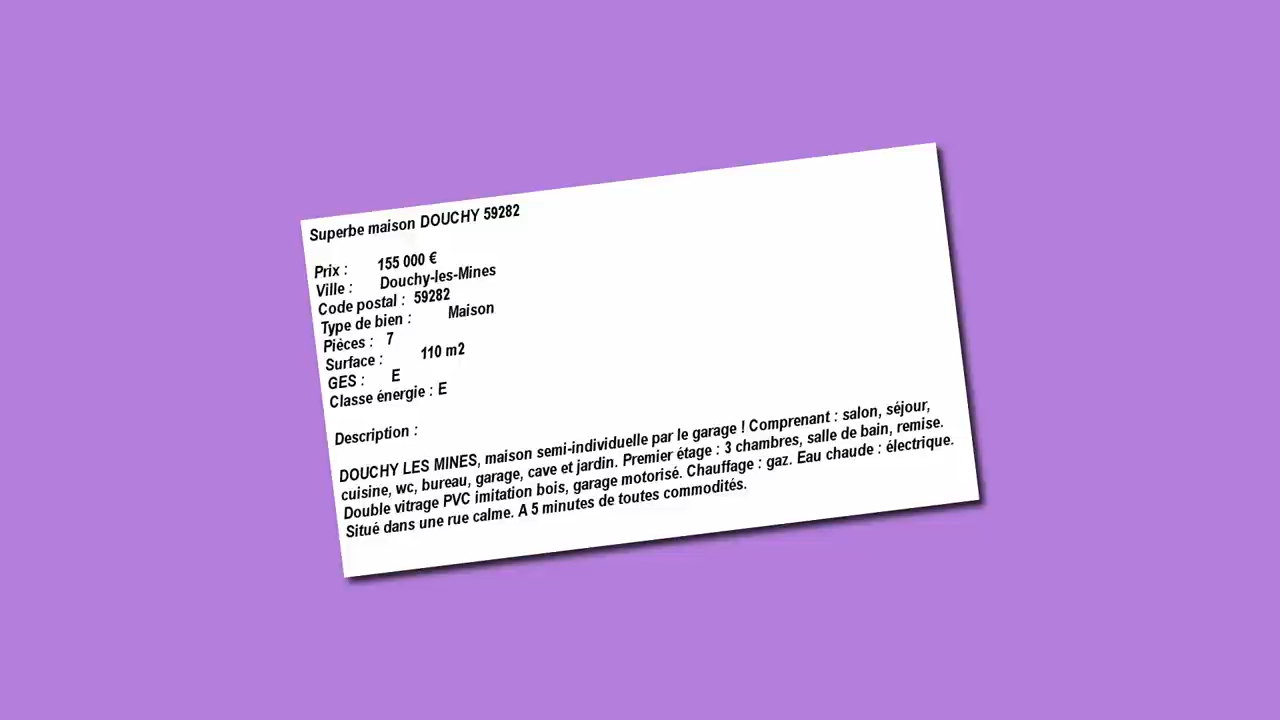 Superbe maison DOUCHY 59282
Prix : 155 000 €
Ville : Douchy-les-Mines
Code postal : 59282
Type de bien : Maison
Pièces : 7
Surface : 110 m2
GES : E
Classe énergie : E
Description :
DOUCHY LES MINES, maison semi-individuelle par le garage ! Comprenant : salon, séjour,
cuisine, wc, bureau, garage, cave et jardin. Premier étage : 3 chambres, salle de bain, remise.
Double vitrage PVC imitation bois, garage motorisé. Chauffage : gaz. Eau chaude : électrique.
Situé dans une rue calme. A 5 minutes de toutes commodités.